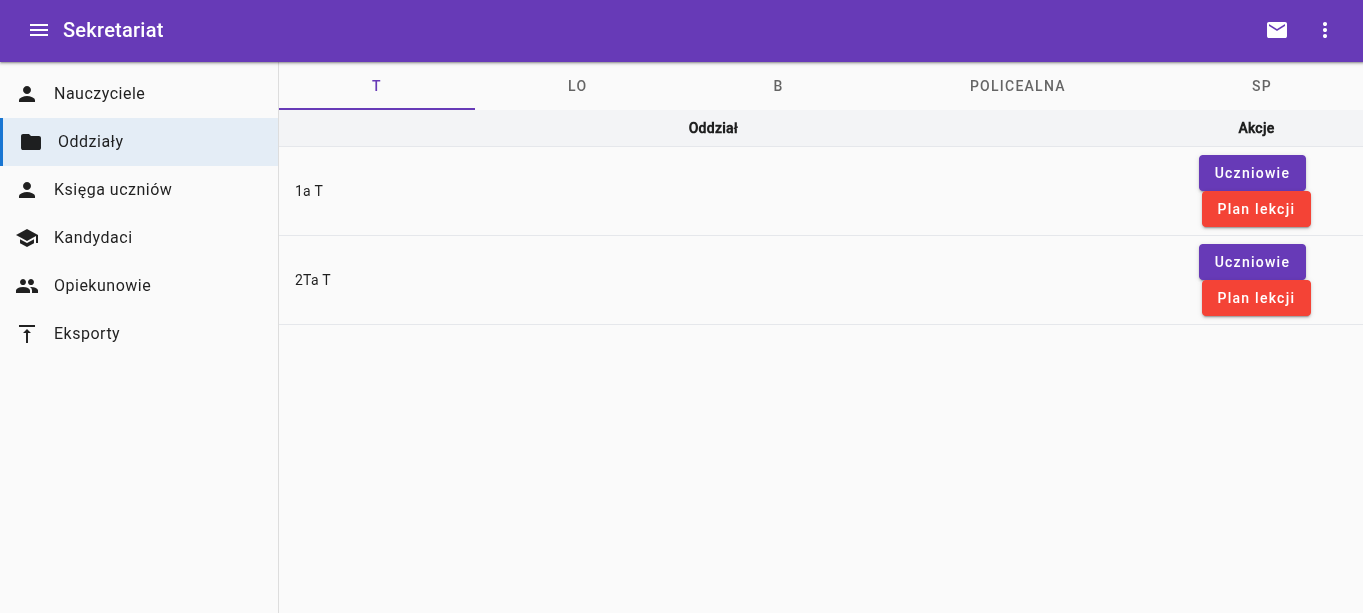 Sekretariat
Nauczyciele
Oddziały
Księga uczniów
Kandydaci
Opiekunowie
Eksporty
T LO B POLICEALNA SP
Oddział Akcje
1a T
Uczniowie
Plan lekcji
2Ta T
Uczniowie
Plan lekcji